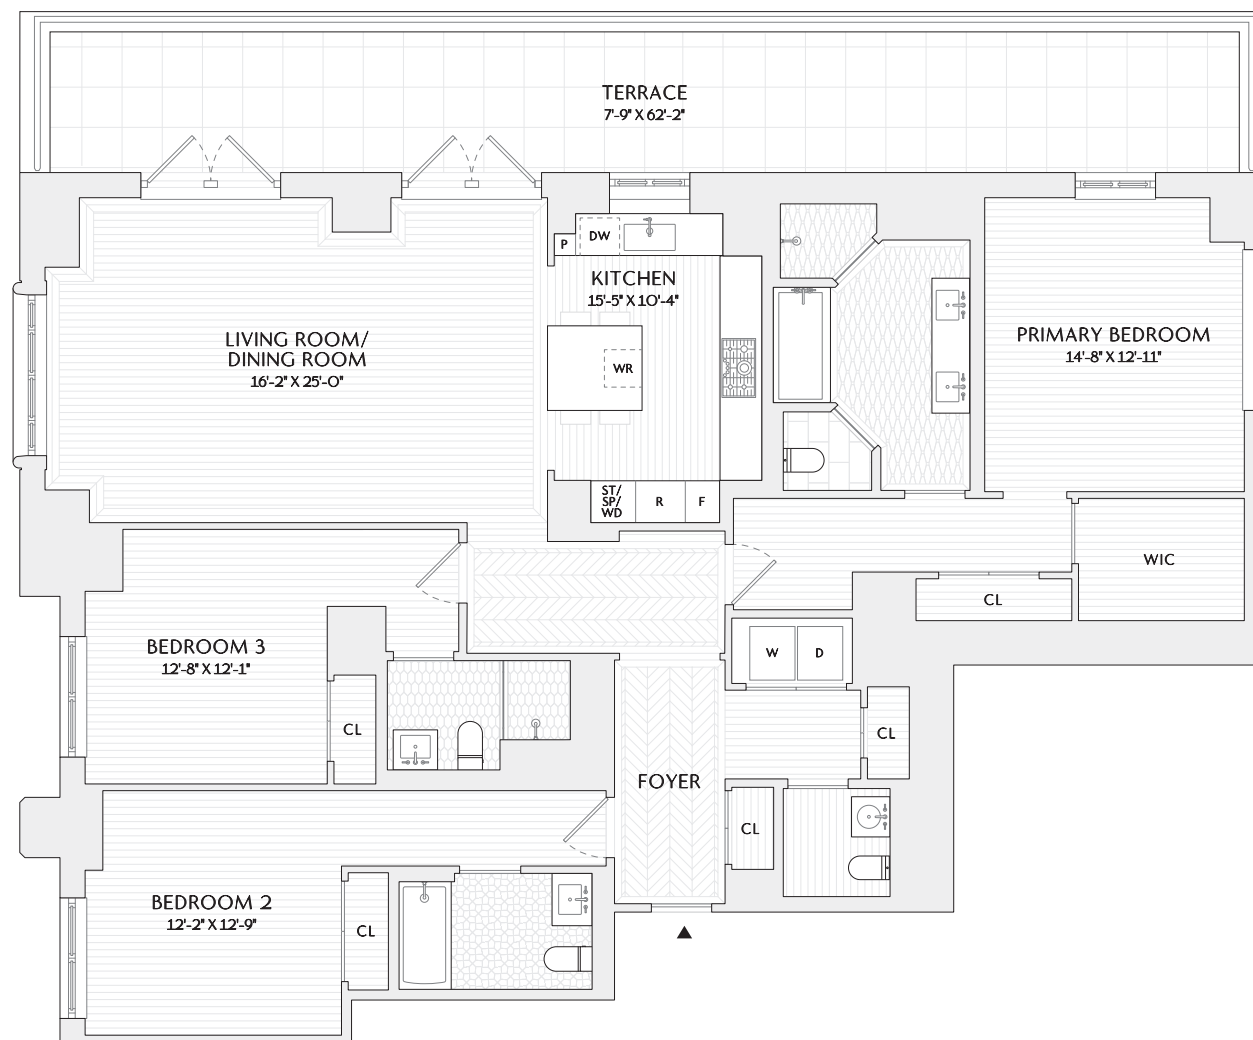 TERRACE
7'-9" X 62'-2"
P
DW
KITCHEN
15'-5" X 10'-4"
LIVING ROOM/
DINING ROOM
16'-2" X 25'-0"
WR
PRIMARY BEDROOM
14'-8" X 12'-11"
ST/
SP/
WD
R
F
WIC
CL
BEDROOM 3
12'-8" X 12'-1"
W
D
CL
CL
FOYER
CL
BEDROOM 2
12'-2" X 12'-9"
CL